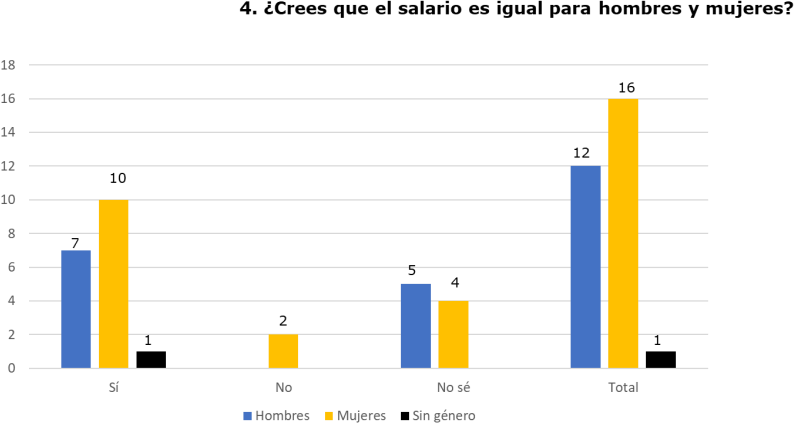 4. ¿Crees que el salario es igual para hombres y mujeres?
18
16
14
12
10
8
6
4
2
0
7
10
1
2
5
4
12
16
1
Sí
No
No sé
Total
Hombres
Mujeres
Sin género